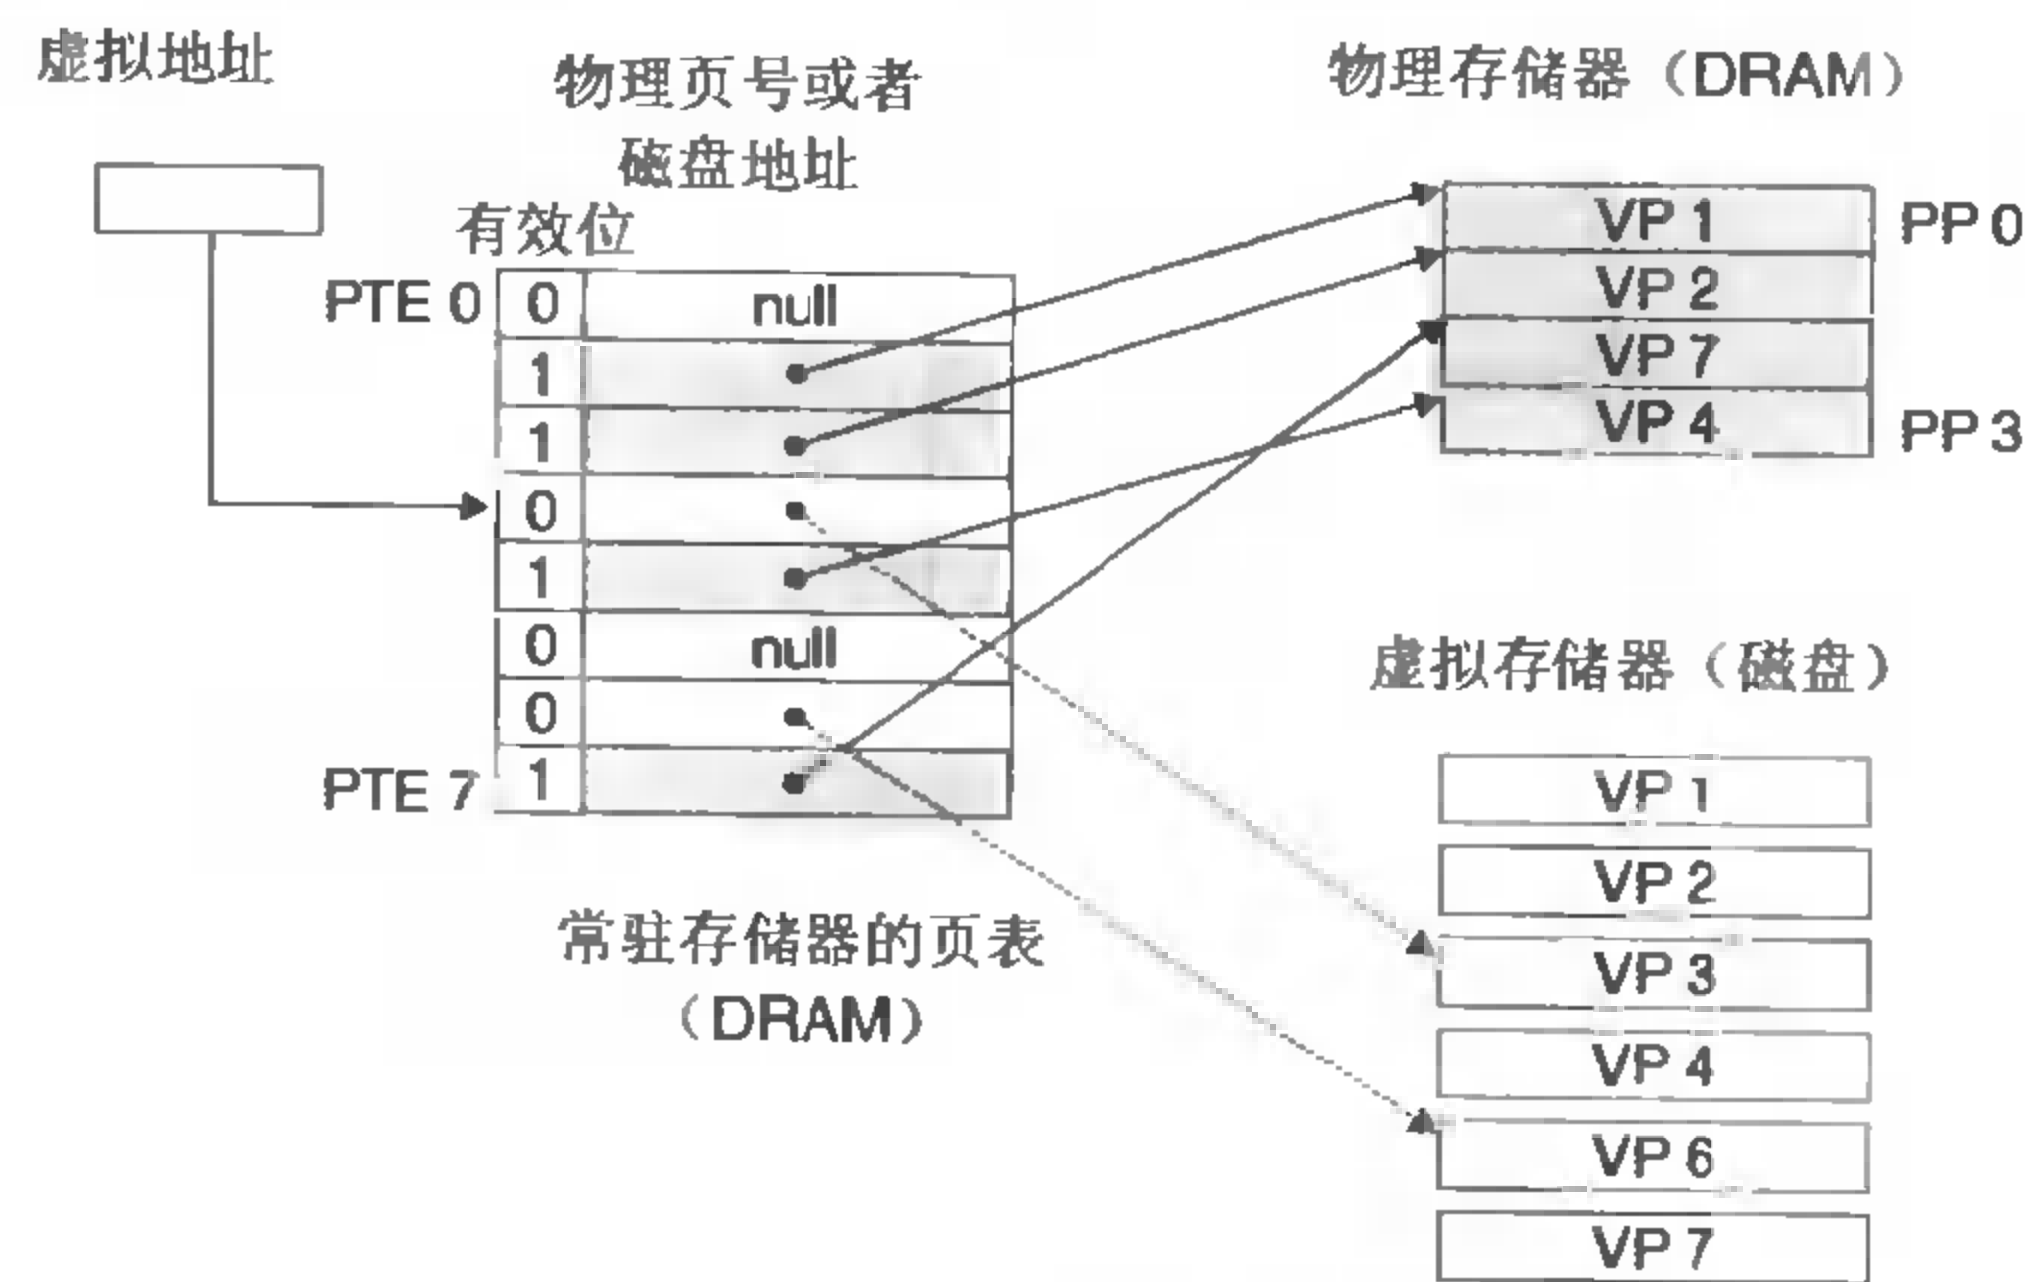 虚拟地址
物理页号或者
磁盘地址
有效位
PTE 0
0
null
1
1
0
1
0
null
0
PTE 7
1
常驻存储器的页表
（DRAM）
物理存储器（DRAM）
VP 1
PP 0
VP 2
VP 7
VP 4
PP 3
虚拟存储器（磁盘）
VP 1
VP 2
VP 3
VP 4
VP 6
VP 7